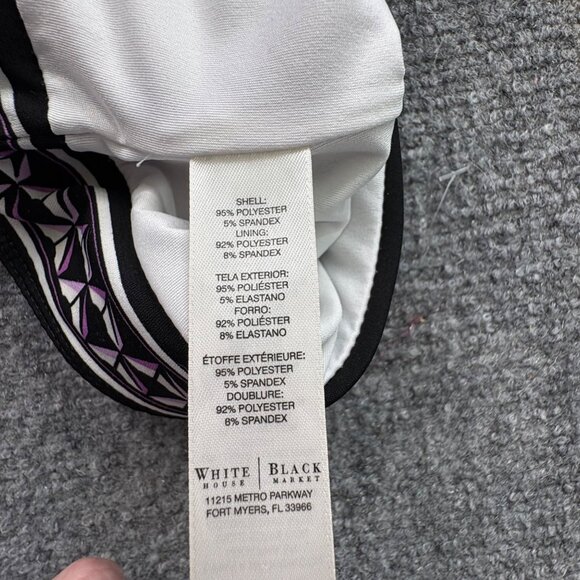 SHELL:
95% POLYESTER
5% SPANDEX
LINING:
92% POLYESTER
8% SPANDEX
TELA EXTERIOR:
95% POLIÉSTER
5% ELASTANO
FORRO:
92% POLIÉSTER
8% ELASTANO
ÉTOFFE EXTÉRIEURE:
95% POLYESTER
5% SPANDEX
DOUBLURE:
92% POLYESTER
8% SPANDEX
WHITE | BLACK
HOUSE | MARKET
11215 METRO PARKWAY
FORT MYERS, FL 33966